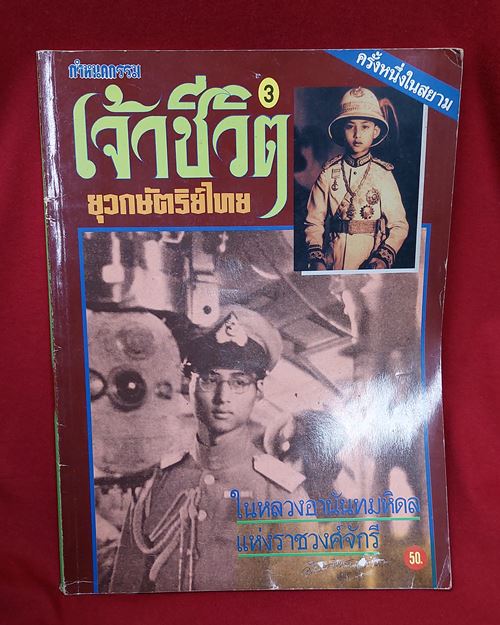 กำหนดกรรม
ครั้งหนึ่งในสยาม
เจ้าชีวิต 3
ยุวกษัตริย์ไทย
ในหลวงอานันทมหิดล
แห่งราชวงศ์จักรี
50.